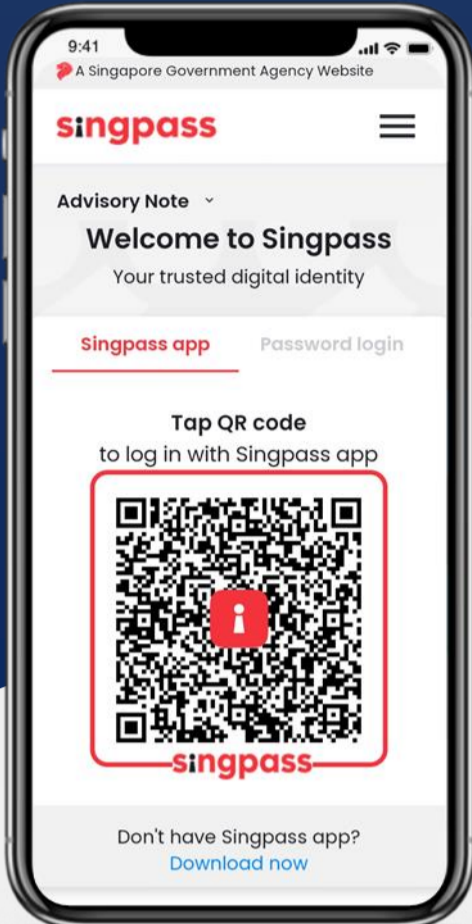 9:41
A Singapore Government Agency Website
singpass
Advisory Note
Welcome to Singpass
Your trusted digital identity
Singpass app Password login
Tap QR code
to log in with Singpass app
singpass
Don't have Singpass app?
Download now